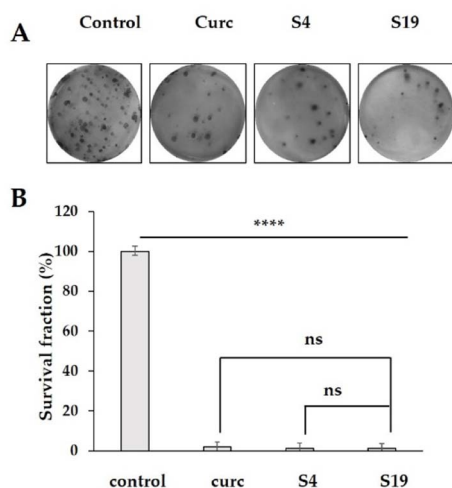 A
Control Curc S4 S19
B
Survival fraction (%)
120
100
80
60
40
20
0
****
ns
ns
control curc S4 S19